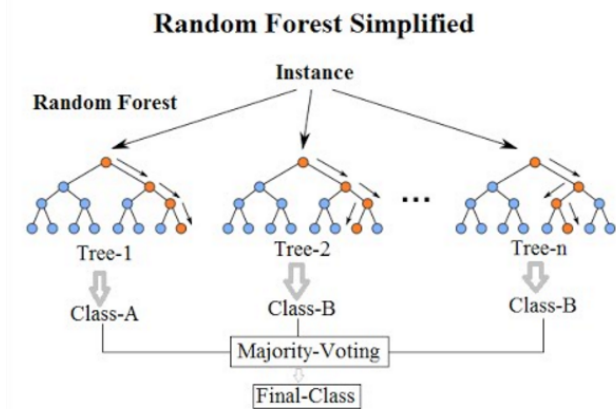 Random Forest Simplified
Instance
Random Forest
...
Tree-1 Tree-2 Tree-n
Class-A Class-B Class-B
Majority-Voting
Final-Class